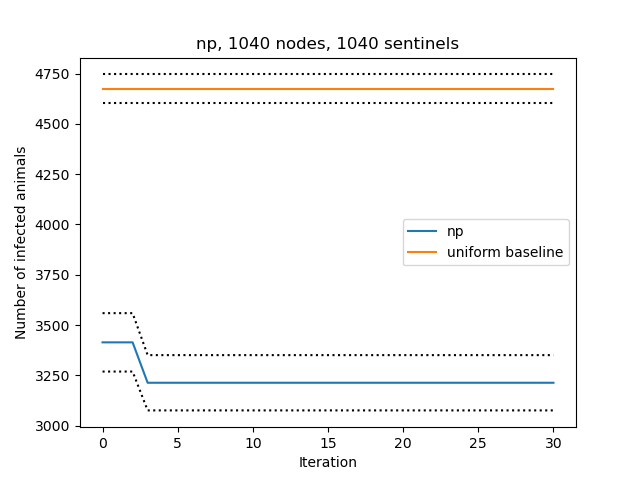 np, 1040 nodes, 1040 sentinels
4750
4500
4250
4000
3750
3500
3250
3000
Number of infected animals
np
uniform baseline
0 5 10 15 20 25 30
Iteration